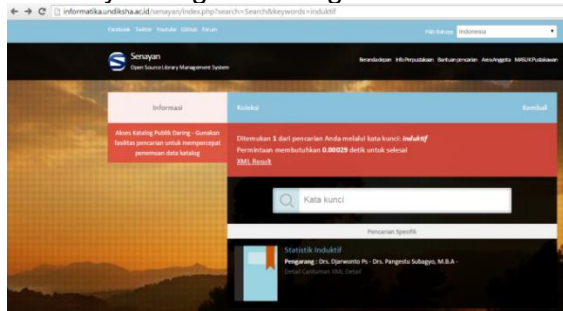 informatika.undiksha.ac.id/senayan/index.php?search=Search&keywords=induktif
Facebook Twitter Youtube GitHub Forum
Pilih Bahasa Indonesia
Senayan
Open Source Library Management System
Beranda depan Info Perpustakaan Bantuan pencarian Area Anggota MASUK Pustakawan
Informasi
Akses Katalog Publik Daring - Gunakan
fasilitas pencarian untuk mempercepat
penemuan data katalog
Koleksi
Kembali
Ditemukan 1 dari pencarian Anda melalui kata kunci: induktif
Permintaan membutuhkan 0.00029 detik untuk selesai
XML Result
Kata kunci
Pencarian Spesifik
Statistik Induktif
Pengarang : Drs. Djarwanto Ps - Drs. Pangestu Subagyo, M.B.A -
Detail Cantuman XML Detail